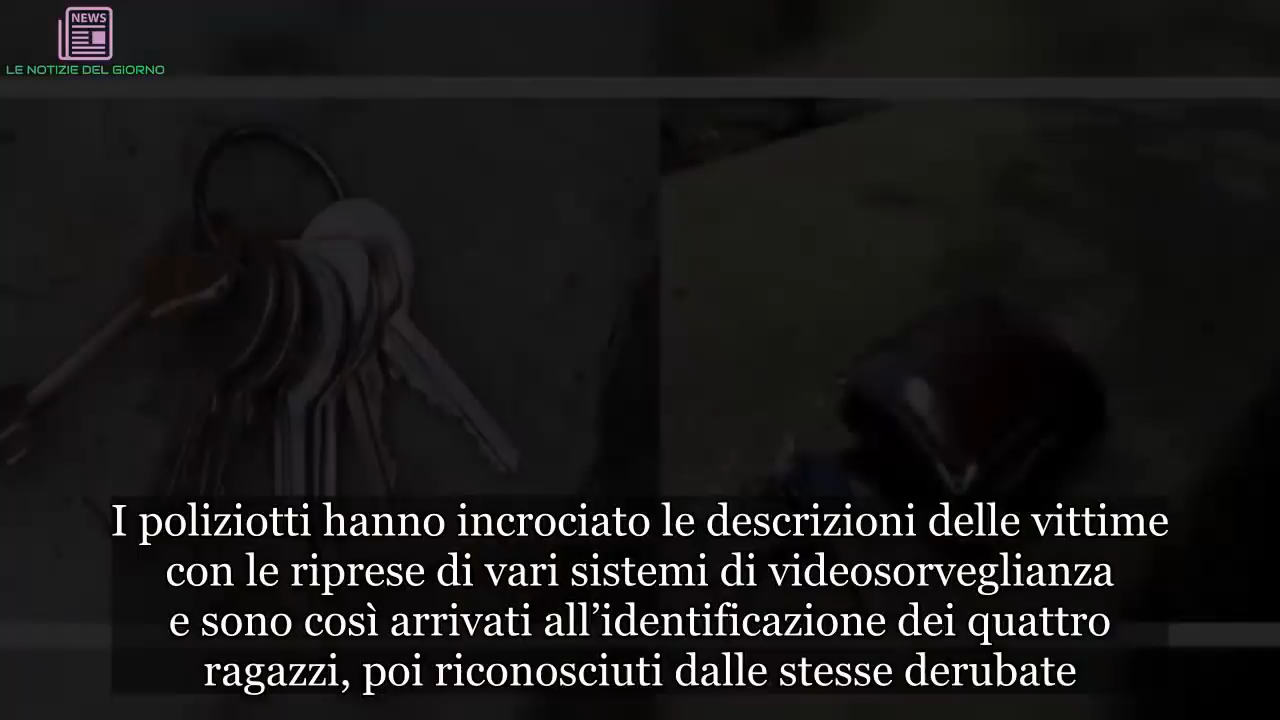 NEWS
LE NOTIZIE DEL GIORNO
I poliziotti hanno incrociato le descrizioni delle vittime
con le riprese di vari sistemi di videosorveglianza
e sono così arrivati all’identificazione dei quattro
ragazzi, poi riconosciuti dalle stesse derubate